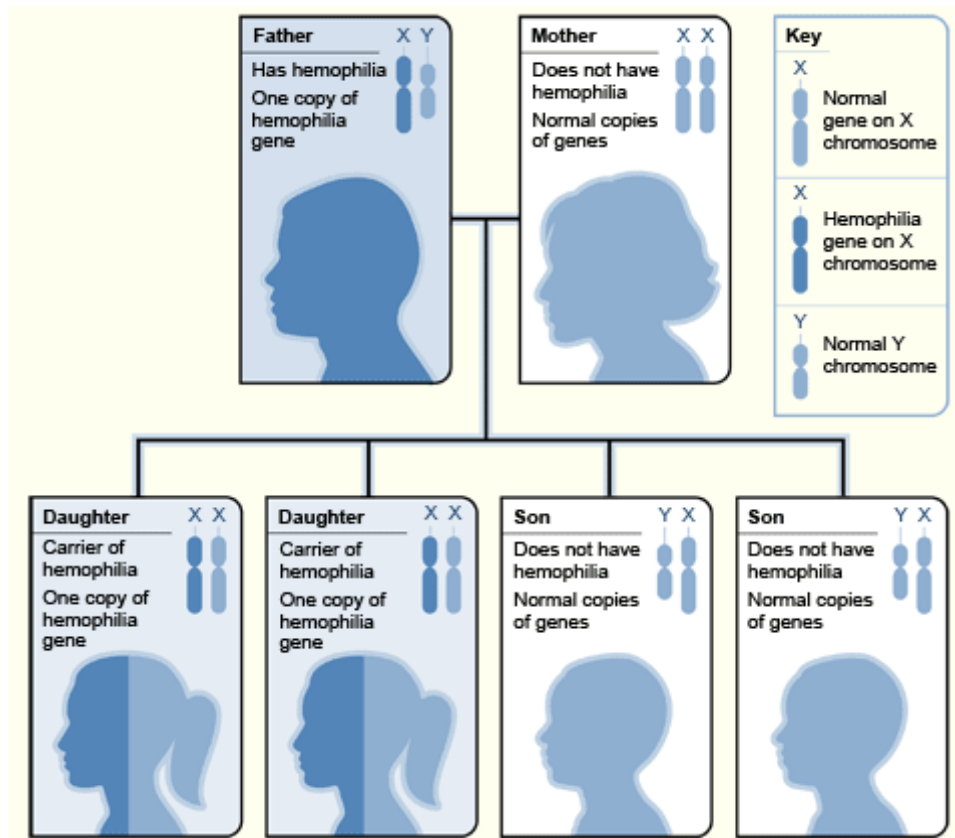 Father
X Y
Has hemophilia
One copy of
hemophilia
gene
Mother
X X
Does not have
hemophilia
Normal copies
of genes
Key
X
Normal
gene on X
chromosome
X
Hemophilia
gene on X
chromosome
Y
Normal Y
chromosome
Daughter
X X
Carrier of
hemophilia
One copy of
hemophilia
gene
Daughter
X X
Carrier of
hemophilia
One copy of
hemophilia
gene
Son
Y X
Does not have
hemophilia
Normal copies
of genes
Son
Y X
Does not have
hemophilia
Normal copies
of genes